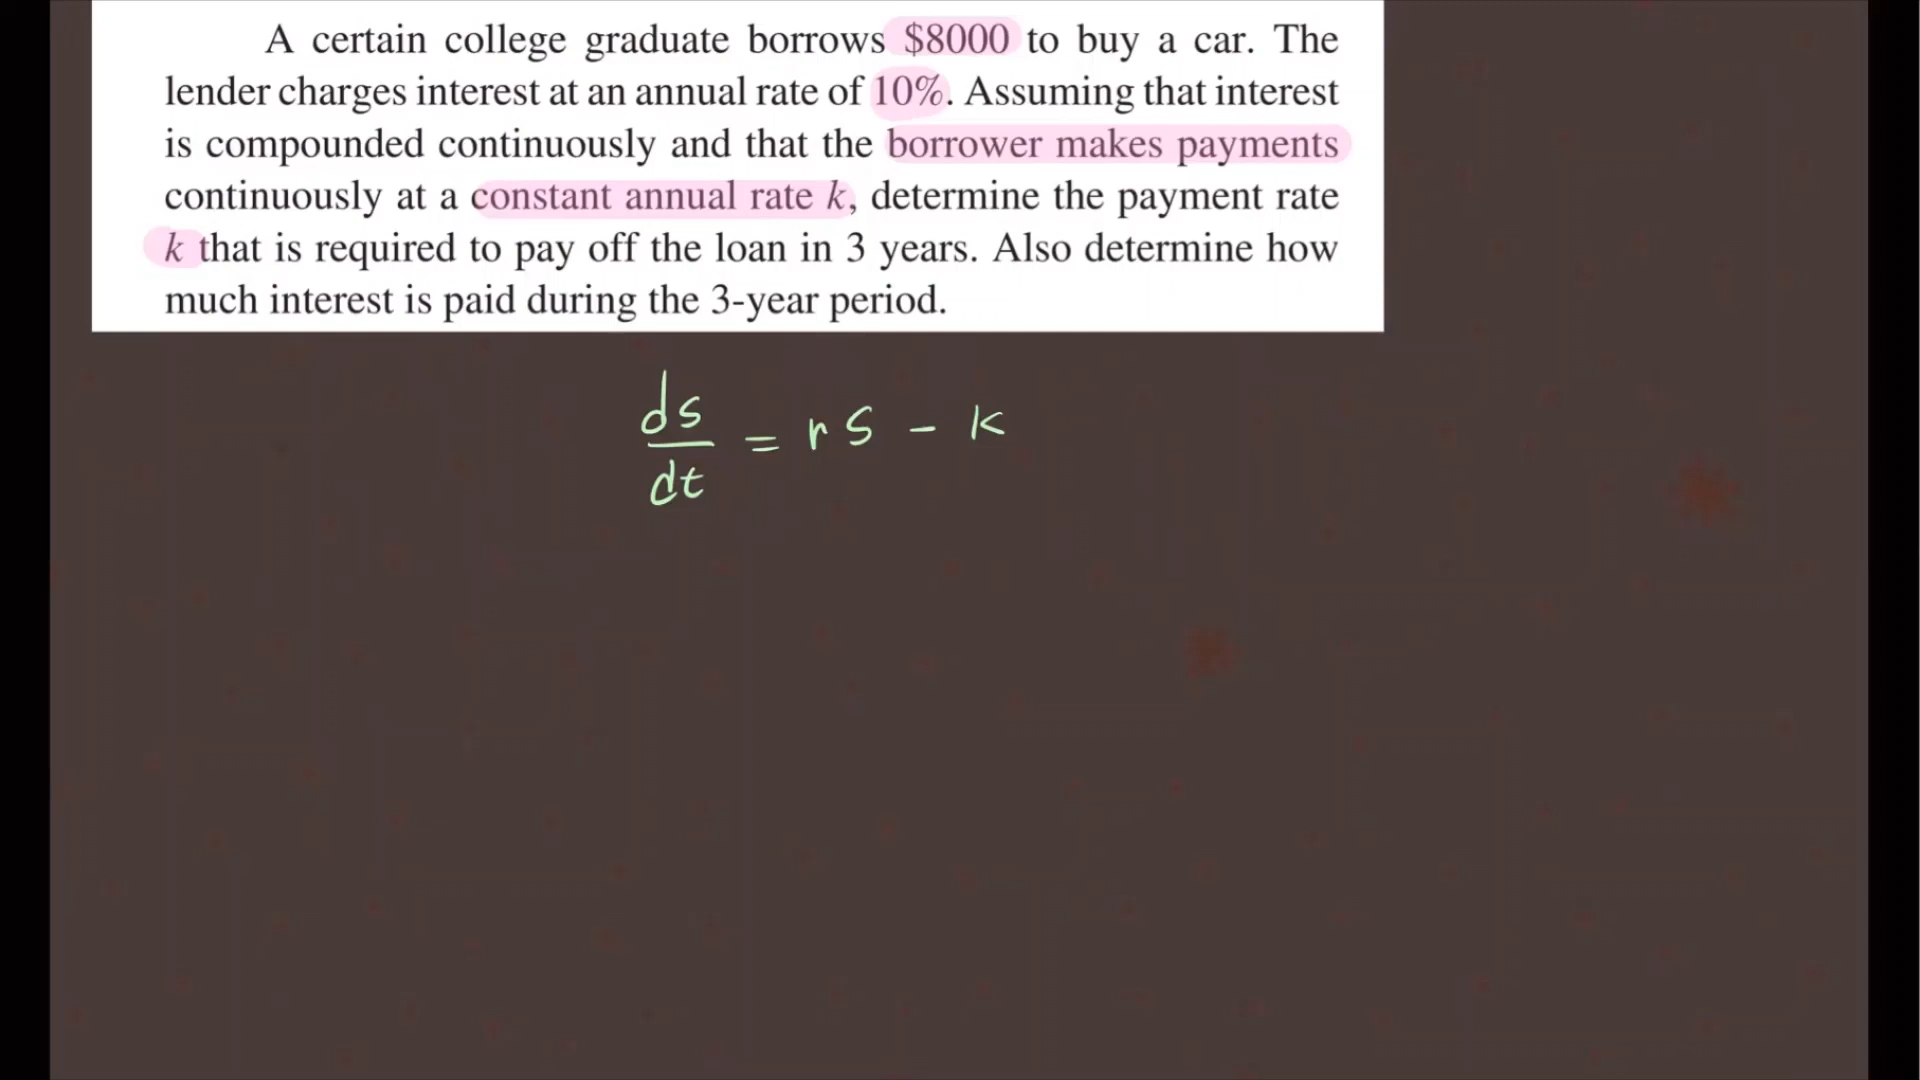 A certain college graduate borrows $8000 to buy a car. The
lender charges interest at an annual rate of 10%. Assuming that interest
is compounded continuously and that the borrower makes payments
continuously at a constant annual rate k, determine the payment rate
k that is required to pay off the loan in 3 years. Also determine how
much interest is paid during the 3-year period.
ds/dt = rS - k